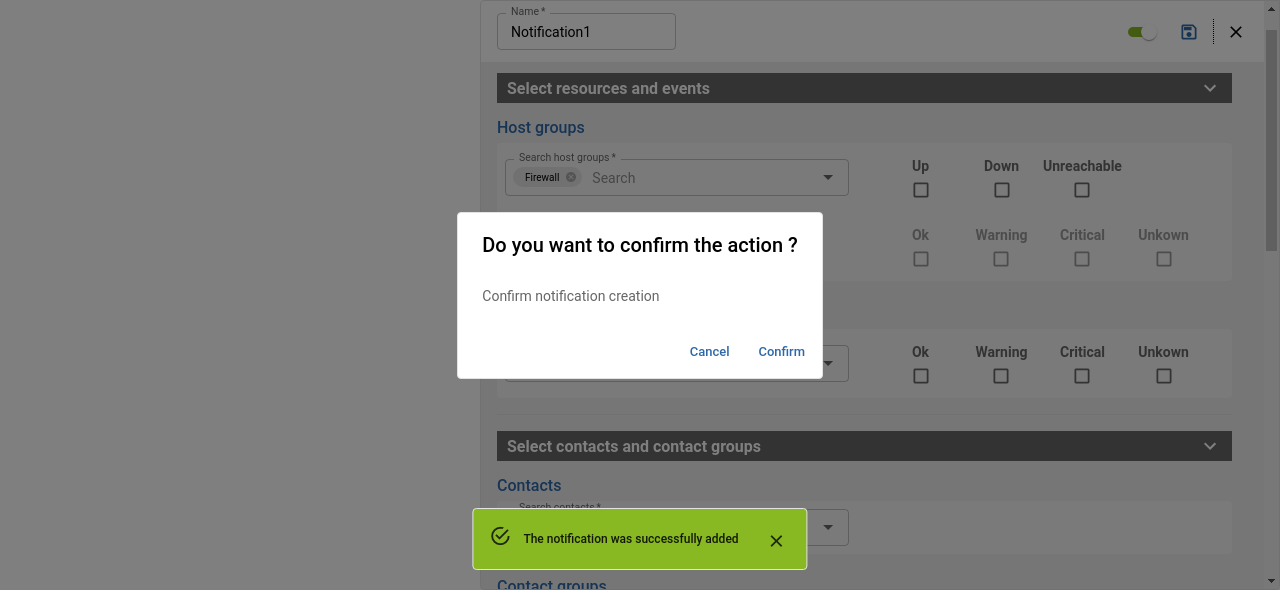 Name *
Notification1
Select resources and events
Host groups
Search host groups *
Firewall
Search
Up Down Unreachable
Ok Warning Critical Unkown
Do you want to confirm the action ?
Confirm notification creation
Cancel Confirm
Ok Warning Critical Unkown
Select contacts and contact groups
Contacts
Search contacts *
The notification was successfully added
Contact groups